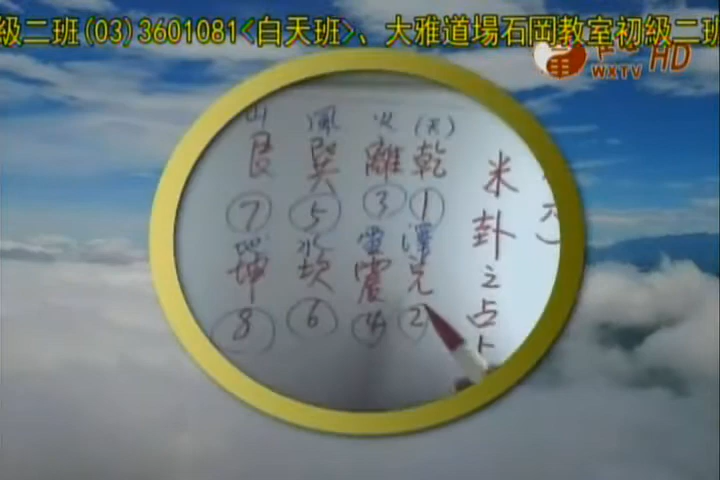 級二班(03)3601081<白天班>、大雅道場石岡教室初級二班
WXTV HD
米卦之占卜
(天)乾①
澤兌②
火離③
雷震④
風巽⑤
水坎⑥
山艮⑦
地坤⑧